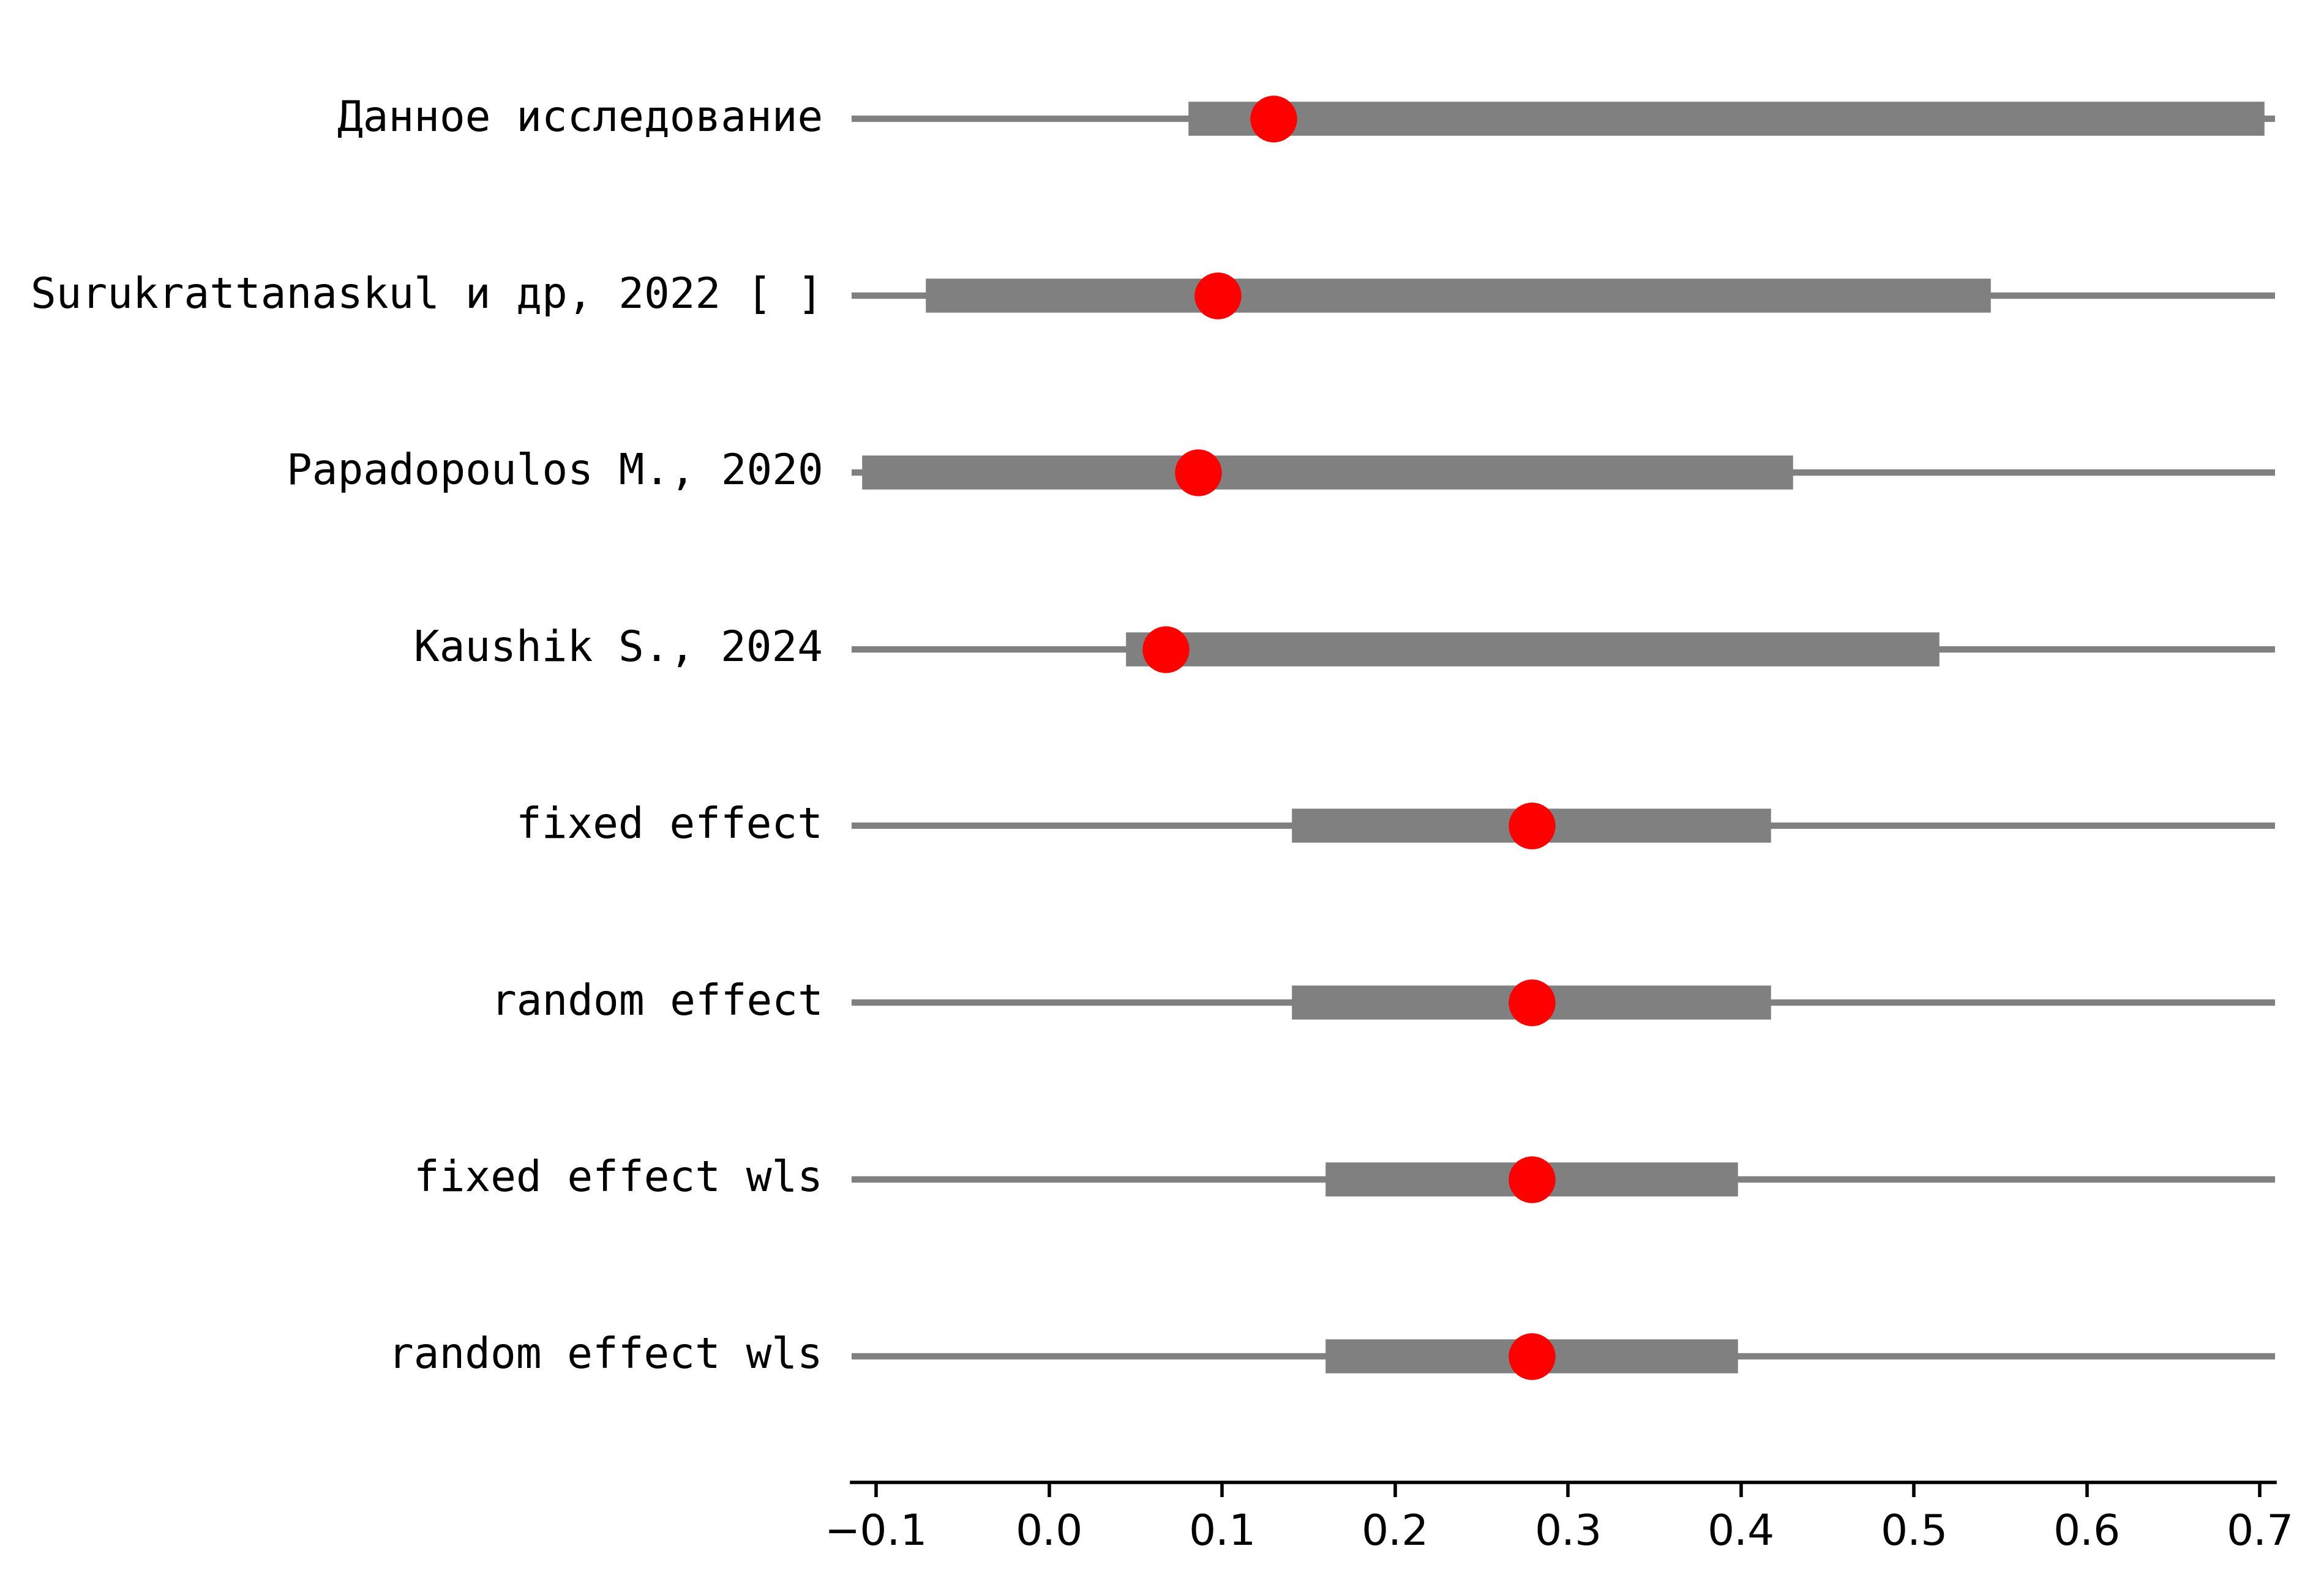 Данное исследование
Surukrattanaskul и др, 2022 [ ]
Papadopoulos M., 2020
Kaushik S., 2024
fixed effect
random effect
fixed effect wls
random effect wls
−0.1 0.0 0.1 0.2 0.3 0.4 0.5 0.6 0.7